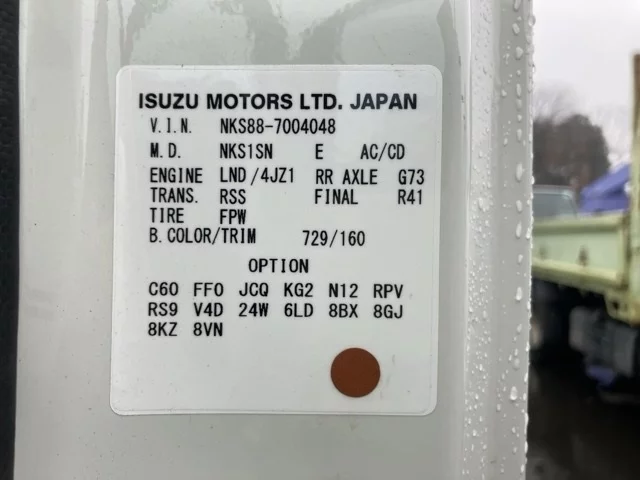 ISUZU MOTORS LTD. JAPAN
V.I.N. NKS88-7004048
M.D. NKS1SN E AC/CD
ENGINE LND/4JZ1 RR AXLE G73
TRANS. RSS FINAL R41
TIRE FPW
B.COLOR/TRIM 729/160
OPTION
C60 FF0 JCQ KG2 N12 RPV
RS9 V4D 24W 6LD 8BX 8GJ
8KZ 8VN